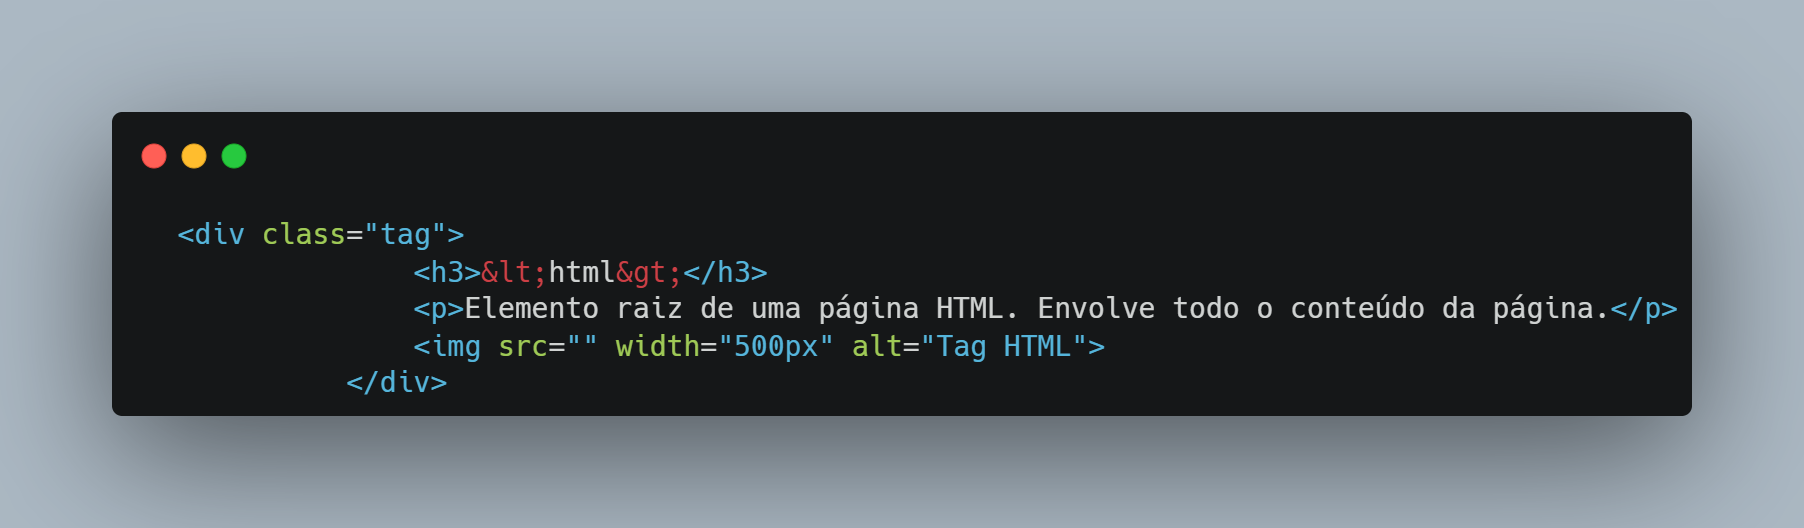 <div class="tag">
<h3>&lt;html&gt;</h3>
<p>Elemento raiz de uma página HTML. Envolve todo o conteúdo da página.</p>
<img src="" width="500px" alt="Tag HTML">
</div>